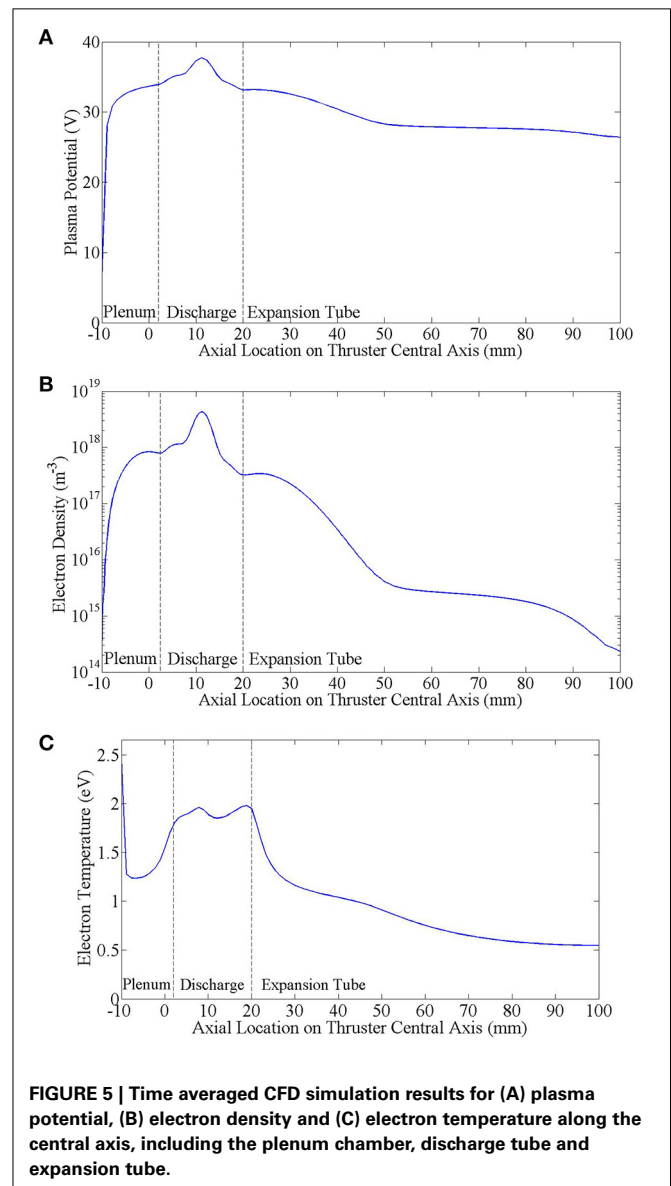 A
40
30
20
10
0
Plasma Potential (V)
Plenum Discharge Expansion Tube
-10 0 10 20 30 40 50 60 70 80 90 100
Axial Location on Thruster Central Axis (mm)
B
10^19
10^18
10^17
10^16
10^15
10^14
Electron Density (m^-3)
Plenum Discharge Expansion Tube
-10 0 10 20 30 40 50 60 70 80 90 100
Axial Location on Thruster Central Axis (mm)
C
2.5
2
1.5
1
0.5
0
Electron Temperature (eV)
Plenum Discharge Expansion Tube
-10 0 10 20 30 40 50 60 70 80 90 100
Axial Location on Thruster Central Axis (mm)
FIGURE 5 | Time averaged CFD simulation results for (A) plasma
potential, (B) electron density and (C) electron temperature along the
central axis, including the plenum chamber, discharge tube and
expansion tube.